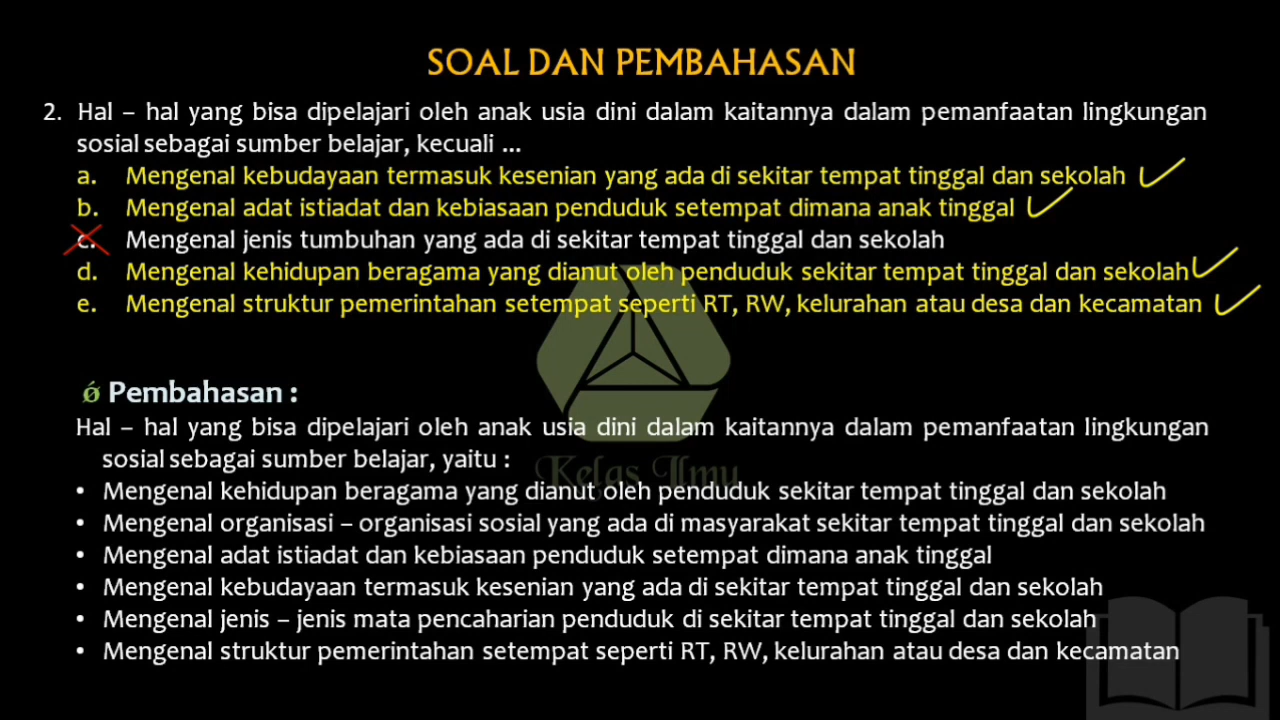 SOAL DAN PEMBAHASAN
2. Hal – hal yang bisa dipelajari oleh anak usia dini dalam kaitannya dalam pemanfaatan lingkungan
sosial sebagai sumber belajar, kecuali ...
a. Mengenal kebudayaan termasuk kesenian yang ada di sekitar tempat tinggal dan sekolah
b. Mengenal adat istiadat dan kebiasaan penduduk setempat dimana anak tinggal
c. Mengenal jenis tumbuhan yang ada di sekitar tempat tinggal dan sekolah
d. Mengenal kehidupan beragama yang dianut oleh penduduk sekitar tempat tinggal dan sekolah
e. Mengenal struktur pemerintahan setempat seperti RT, RW, kelurahan atau desa dan kecamatan
ǿ Pembahasan :
Hal – hal yang bisa dipelajari oleh anak usia dini dalam kaitannya dalam pemanfaatan lingkungan
sosial sebagai sumber belajar, yaitu :
Kelas Ilmu
• Mengenal kehidupan beragama yang dianut oleh penduduk sekitar tempat tinggal dan sekolah
• Mengenal organisasi – organisasi sosial yang ada di masyarakat sekitar tempat tinggal dan sekolah
• Mengenal adat istiadat dan kebiasaan penduduk setempat dimana anak tinggal
• Mengenal kebudayaan termasuk kesenian yang ada di sekitar tempat tinggal dan sekolah
• Mengenal jenis – jenis mata pencaharian penduduk di sekitar tempat tinggal dan sekolah
• Mengenal struktur pemerintahan setempat seperti RT, RW, kelurahan atau desa dan kecamatan